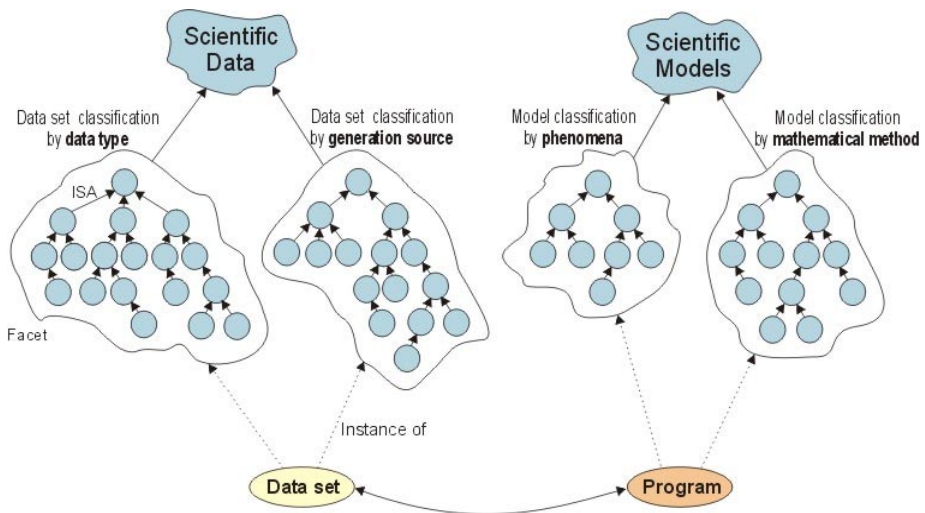 Scientific
Data
Scientific
Models
Data set classification
by data type
Data set classification
by generation source
Model classification
by phenomena
Model classification
by mathematical method
ISA
Facet
Instance of
Data set
Program